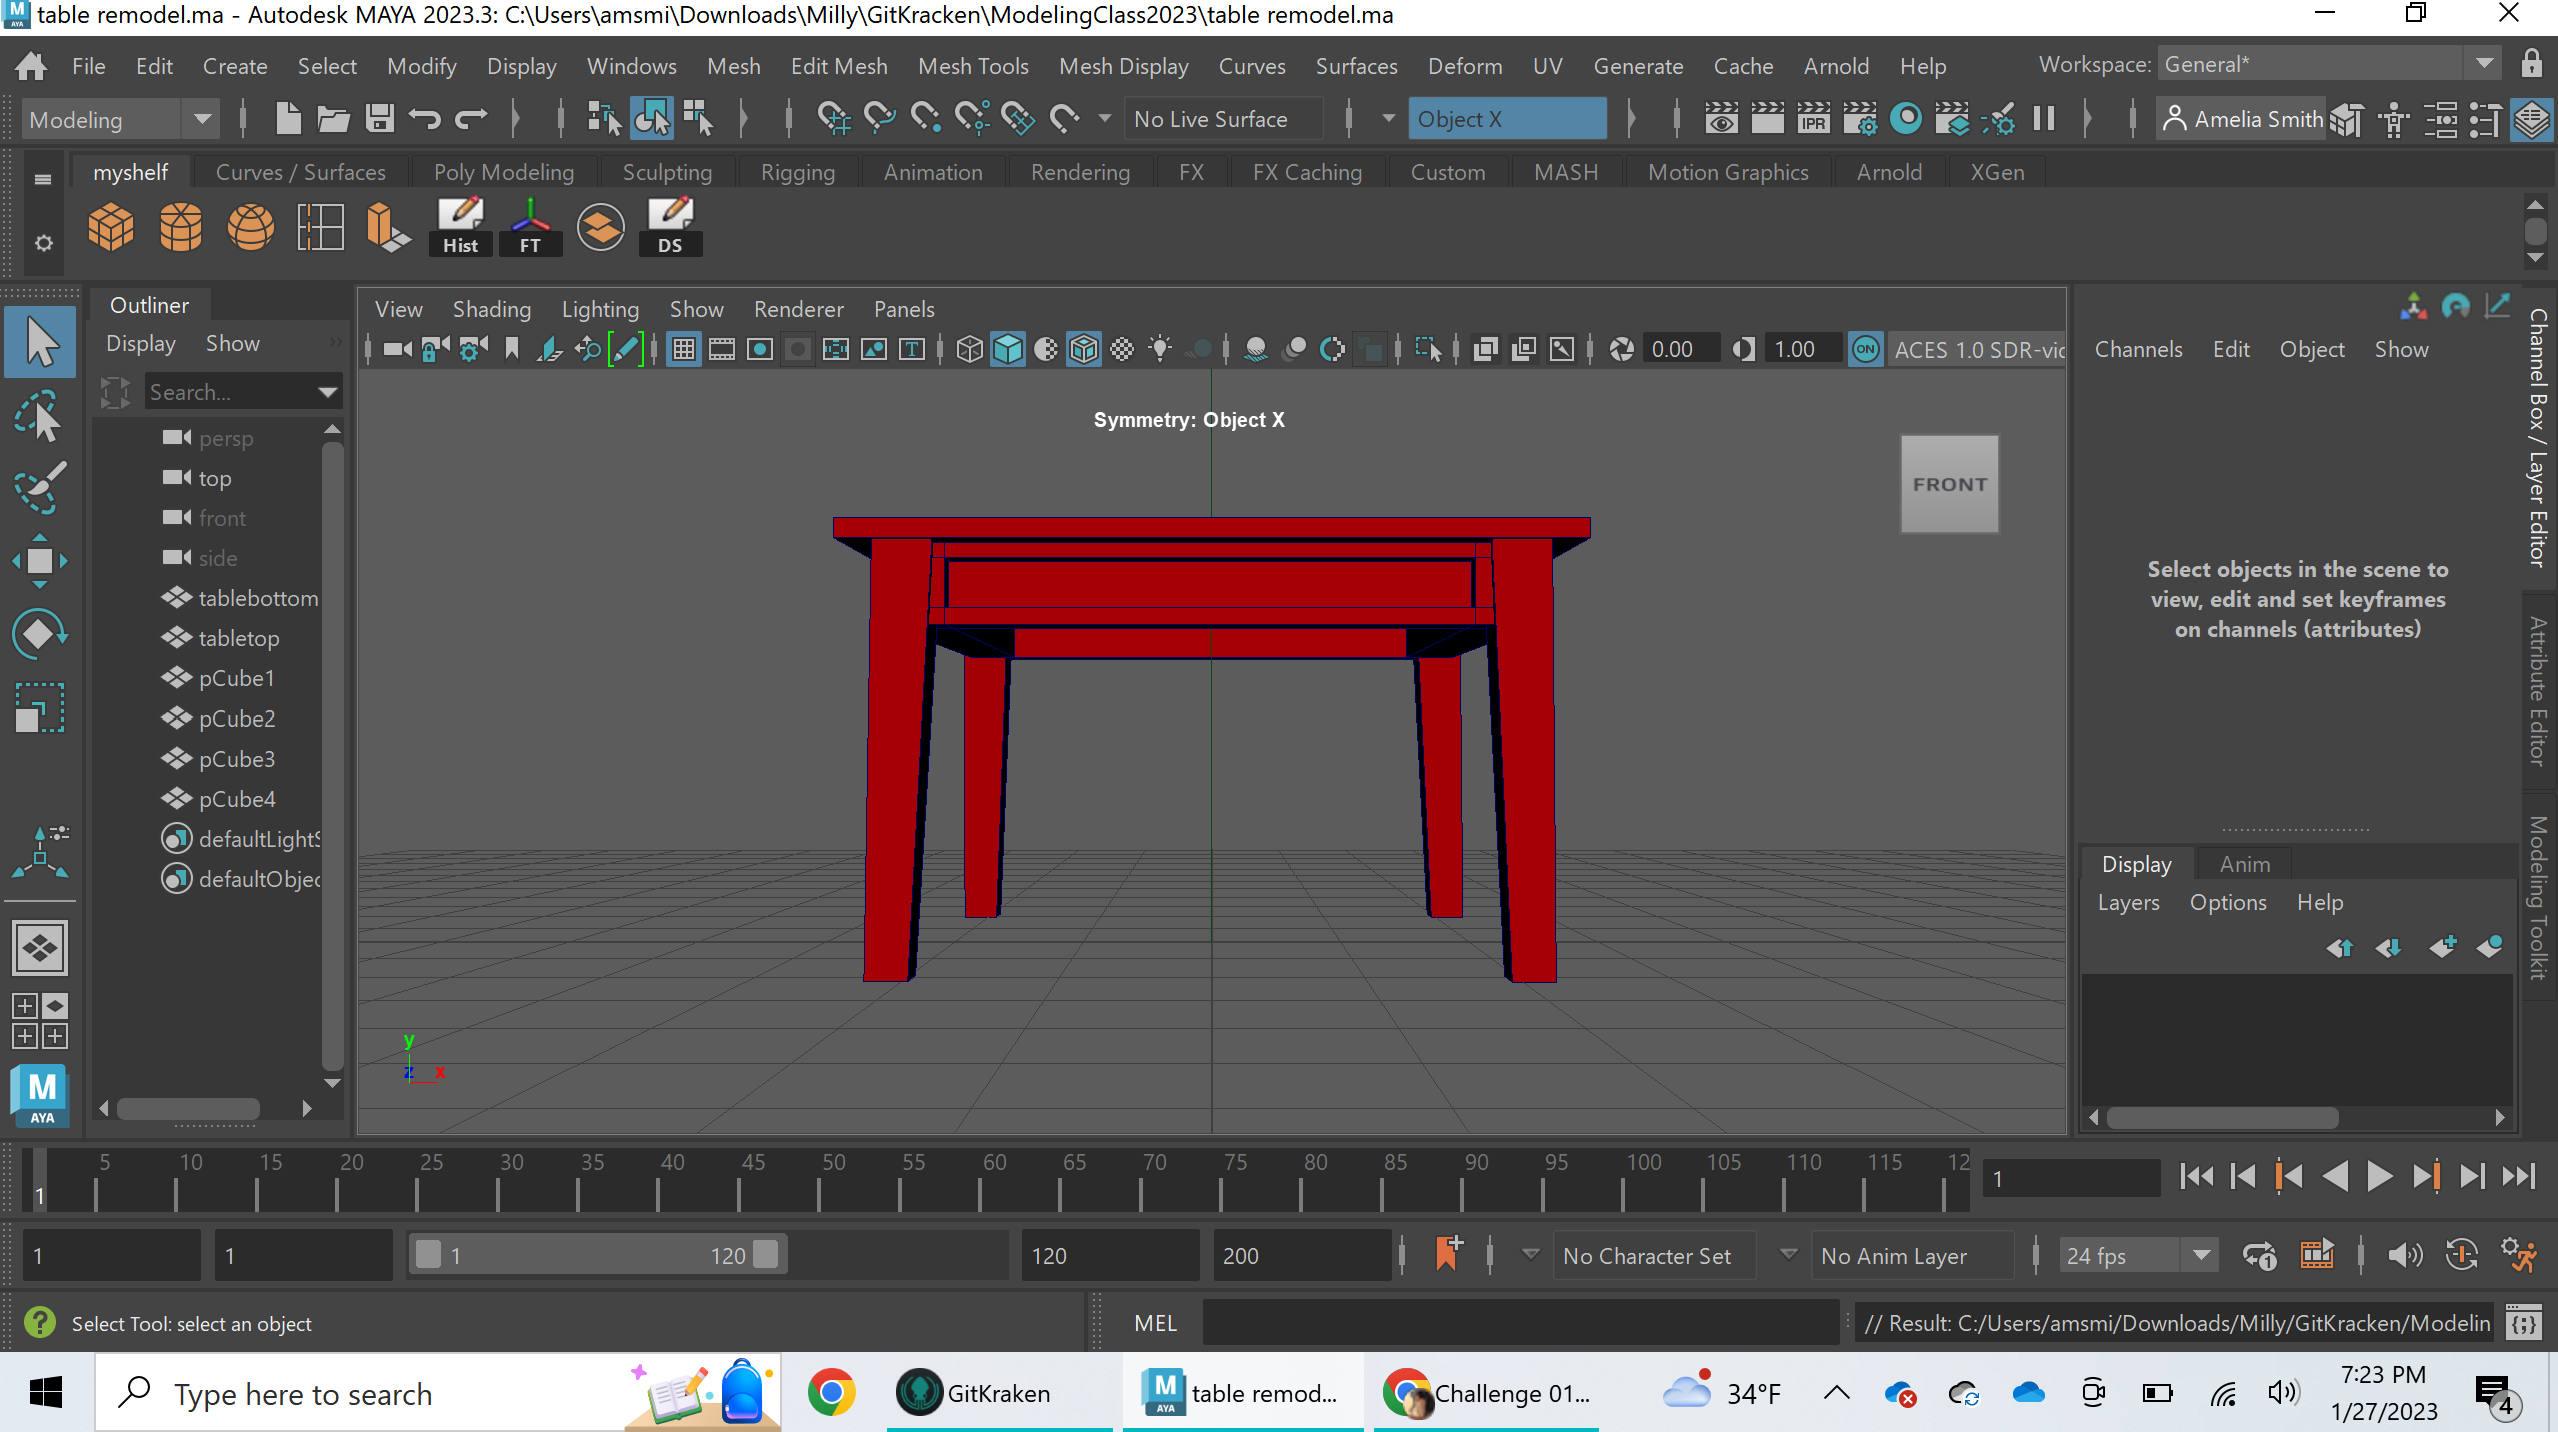 table remodel.ma - Autodesk MAYA 2023.3: C:\Users\amsmi\Downloads\Milly\GitKracken\ModelingClass2023\table remodel.ma
File Edit Create Select Modify Display Windows Mesh Edit Mesh Mesh Tools Mesh Display Curves Surfaces Deform UV Generate Cache Arnold Help Workspace: General*
Modeling No Live Surface Object X IPR Amelia Smith
myshelf Curves / Surfaces Poly Modeling Sculpting Rigging Animation Rendering FX FX Caching Custom MASH Motion Graphics Arnold XGen
Hist FT DS
Outliner
Display Show
Search...
persp
top
front
side
tablebottom
tabletop
pCube1
pCube2
pCube3
pCube4
defaultLightS
defaultObjec
View Shading Lighting Show Renderer Panels
0.00 1.00 ON ACES 1.0 SDR-vid
Symmetry: Object X
FRONT
y
z x
Channels Edit Object Show
Select objects in the scene to
view, edit and set keyframes
on channels (attributes)
Display Anim
Layers Options Help
Channel Box / Layer Editor
Attribute Editor
Modeling Toolkit
M
AYA
5 10 15 20 25 30 35 40 45 50 55 60 65 70 75 80 85 90 95 100 105 110 115 12
1 1
1 1 1 120 120 200 No Character Set No Anim Layer 24 fps
Select Tool: select an object MEL // Result: C:/Users/amsmi/Downloads/Milly/GitKracken/Modelin
Type here to search GitKraken table remod... Challenge 01... 34°F 7:23 PM
1/27/2023 4